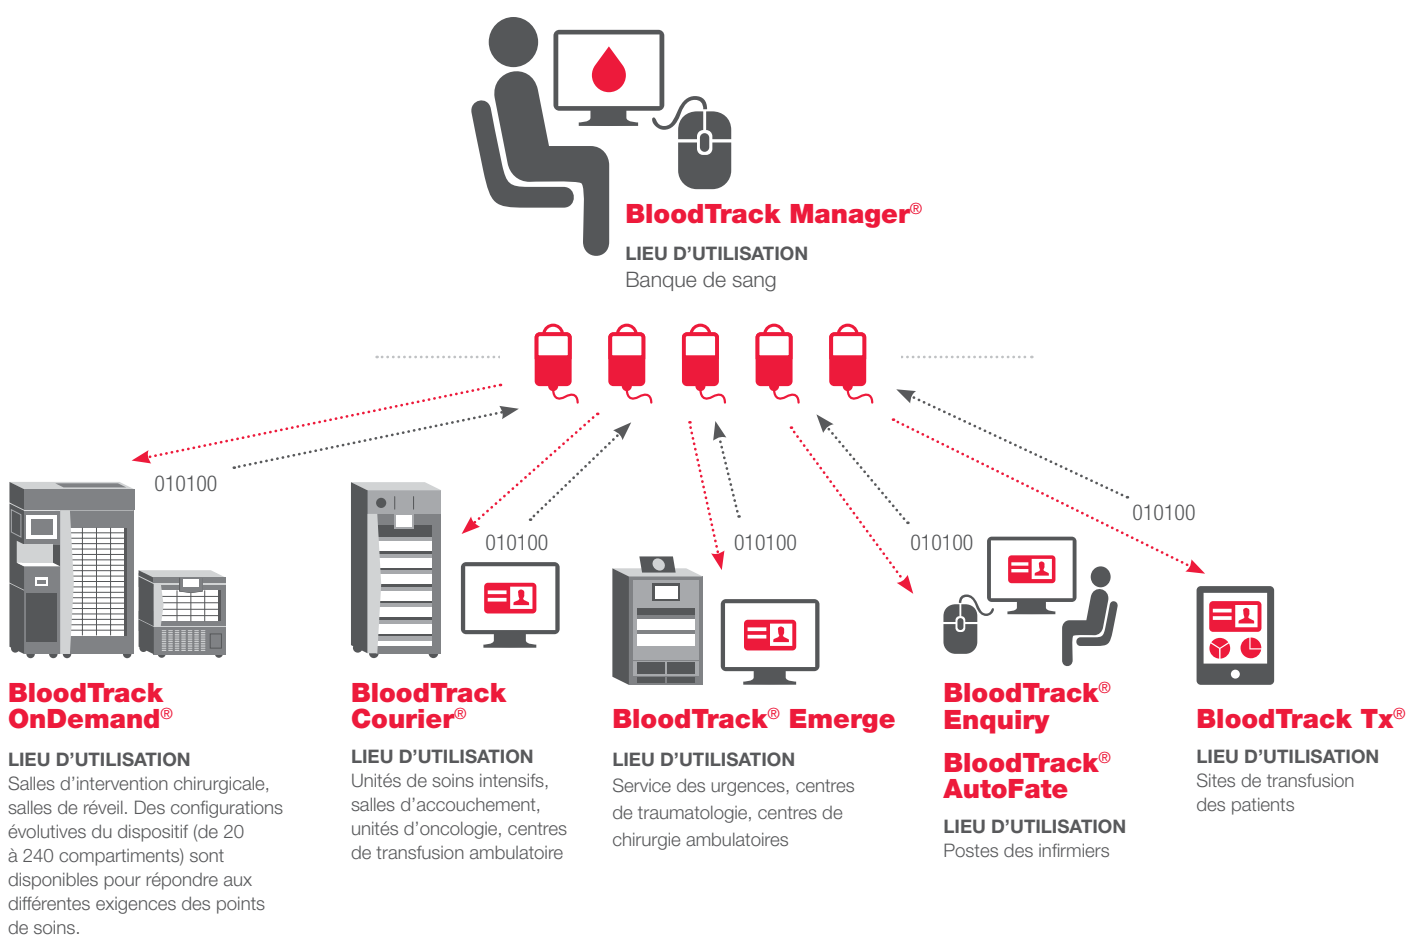 BloodTrack Manager®
LIEU D’UTILISATION
Banque de sang
010100
010100
010100
010100
010100
BloodTrack
OnDemand®
LIEU D’UTILISATION
Salles d’intervention chirurgicale,
salles de réveil. Des configurations
évolutives du dispositif (de 20
à 240 compartiments) sont
disponibles pour répondre aux
différentes exigences des points
de soins.
BloodTrack
Courier®
LIEU D’UTILISATION
Unités de soins intensifs,
salles d’accouchement,
unités d’oncologie, centres
de transfusion ambulatoire
BloodTrack® Emerge
LIEU D’UTILISATION
Service des urgences, centres
de traumatologie, centres de
chirurgie ambulatoires
BloodTrack®
Enquiry
BloodTrack®
AutoFate
LIEU D’UTILISATION
Postes des infirmiers
BloodTrack Tx®
LIEU D’UTILISATION
Sites de transfusion
des patients